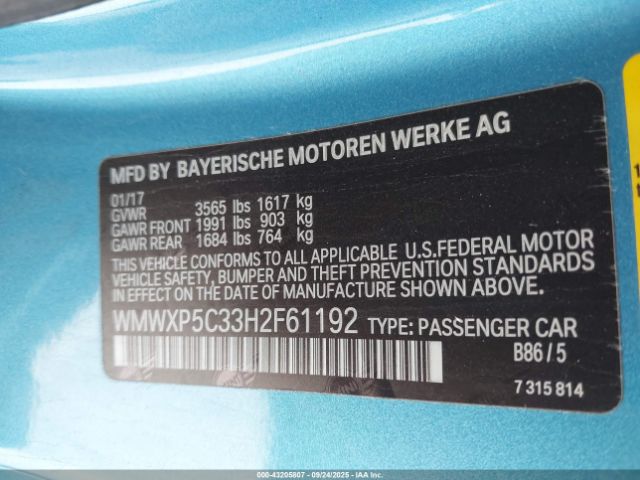 MFD BY BAYERISCHE MOTOREN WERKE AG
01/17
GVWR 3565 lbs 1617 kg
GAWR FRONT 1991 lbs 903 kg
GAWR REAR 1684 lbs 764 kg
THIS VEHICLE CONFORMS TO ALL APPLICABLE U.S.FEDERAL MOTOR
VEHICLE SAFETY, BUMPER AND THEFT PREVENTION STANDARDS
IN EFFECT ON THE DATE OF MANUFACTURE SHOWN ABOVE.
WMWXP5C33H2F61192 TYPE: PASSENGER CAR
B86/5
7 315 814
000-43205807 - 09/24/2025 - IAAI.COM